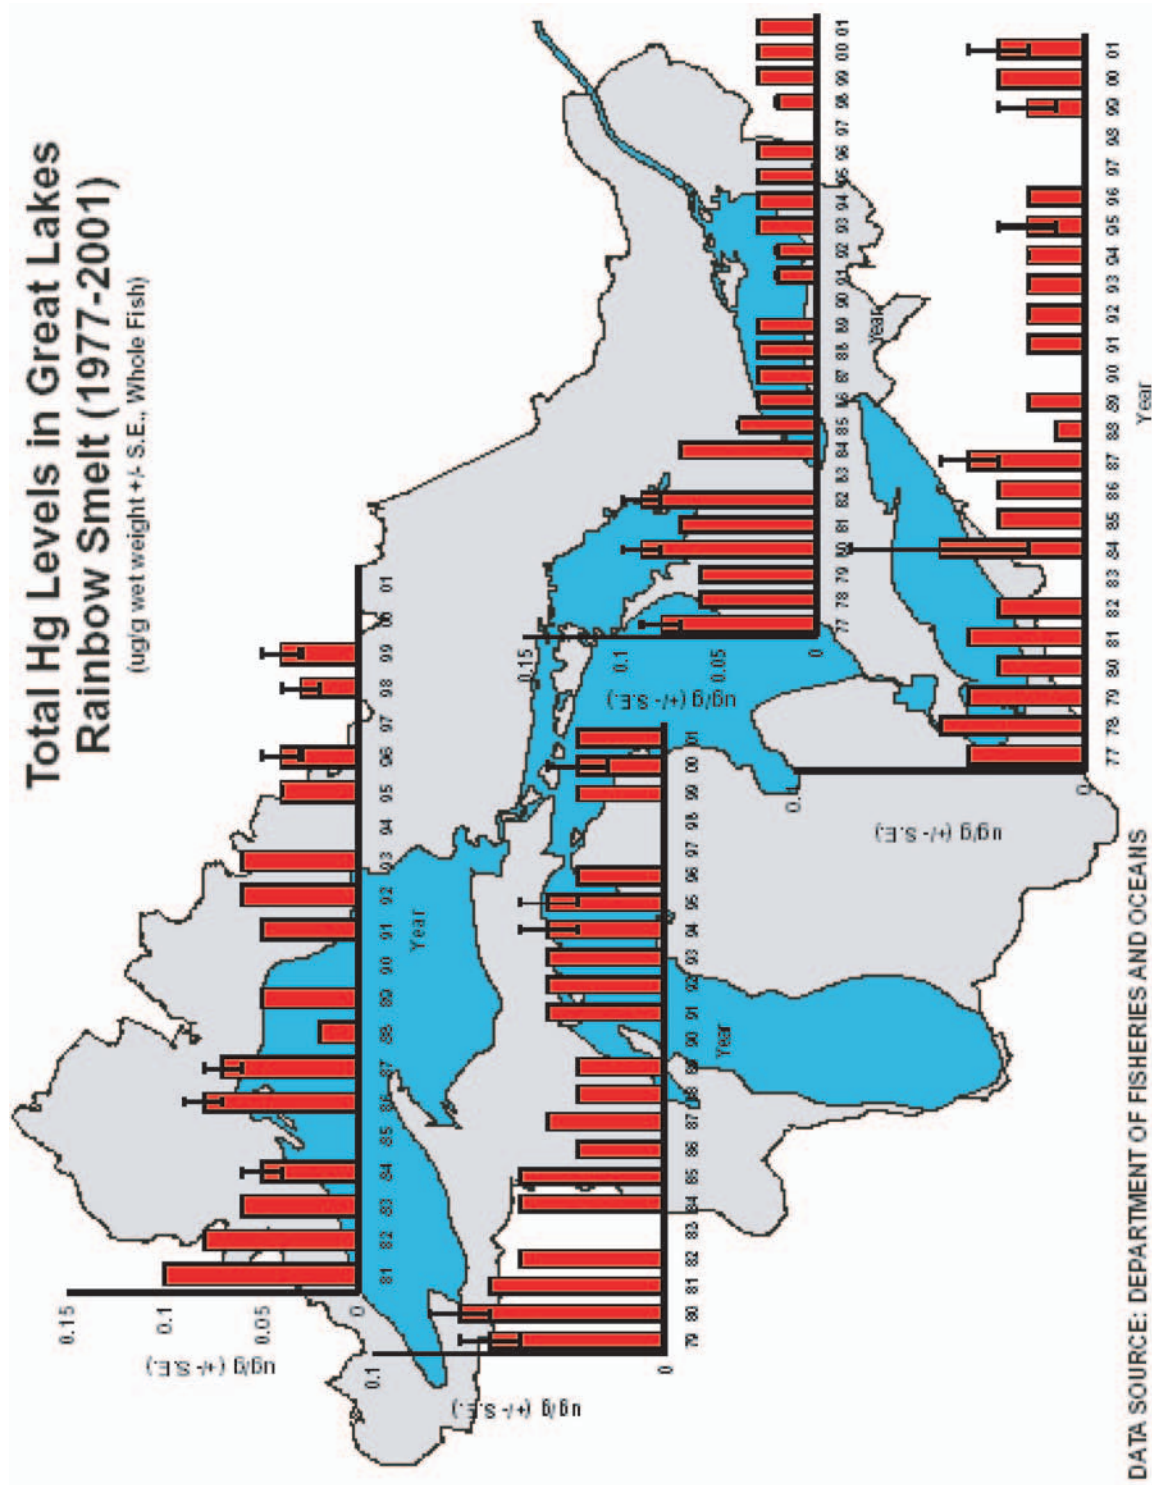 Total Hg Levels in Great Lakes
Rainbow Smelt (1977-2001)
(ug/g wet weight +/- S.E., Whole Fish)
0.15
0.1
0.05
0
ug/g (+/- S.E.)
81 82 83 84 85 86 87 88 89 90 91 92 93 94 95 96 97 98 99 00 01
Year
0.1
0
ug/g (+/- S.E.)
79 80 81 82 83 84 85 86 87 88 89 90 91 92 93 94 95 96 97 98 99 00 01
Year
0.15
0.1
0.05
0
ug/g (+/- S.E.)
77 78 79 80 81 82 83 84 85 86 87 88 89 90 91 92 93 94 95 96 97 98 99 00 01
Year
0.1
0
ug/g (+/- S.E.)
77 78 79 80 81 82 83 84 85 86 87 88 89 90 91 92 93 94 95 96 97 98 99 00 01
Year
DATA SOURCE: DEPARTMENT OF FISHERIES AND OCEANS